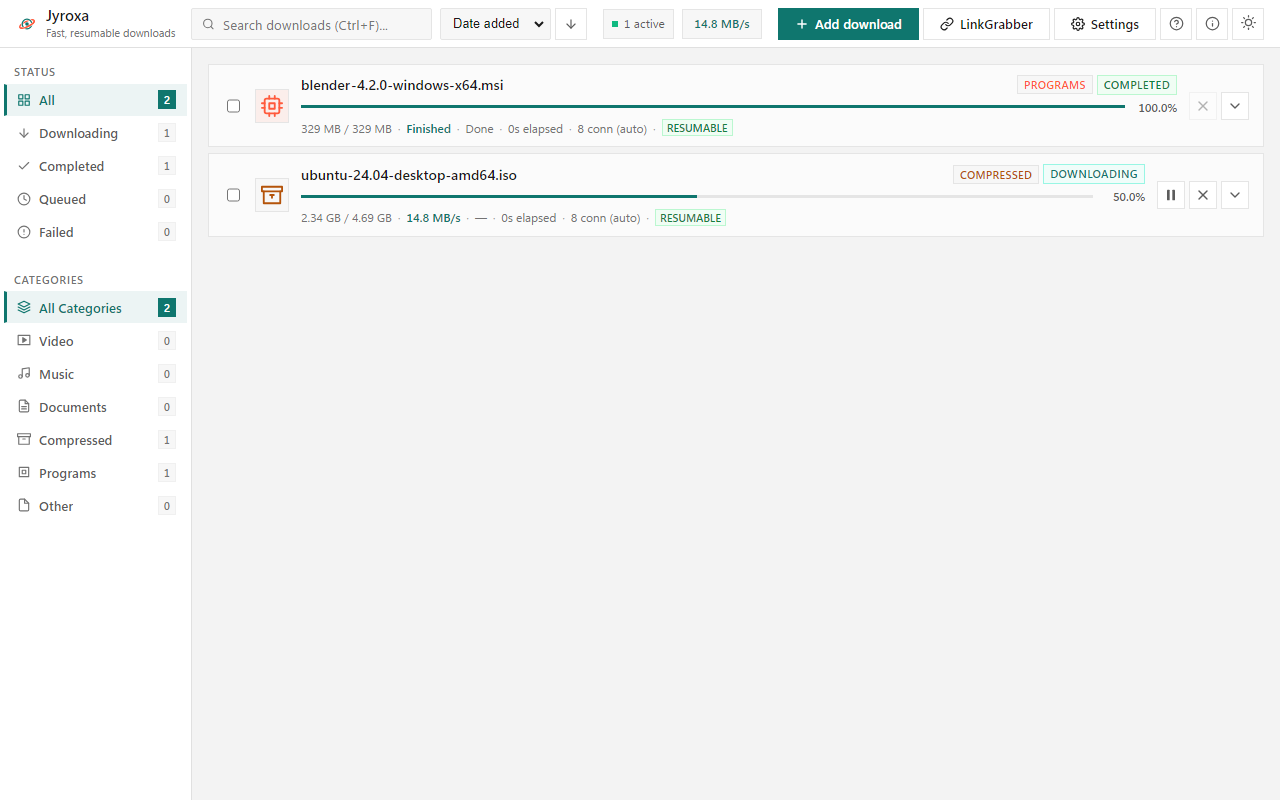 Jyroxa
Fast, resumable downloads
Search downloads (Ctrl+F)...
Date added
1 active
14.8 MB/s
Add download
LinkGrabber
Settings
STATUS
All 2
Downloading 1
Completed 1
Queued 0
Failed 0
CATEGORIES
All Categories 2
Video 0
Music 0
Documents 0
Compressed 1
Programs 1
Other 0
blender-4.2.0-windows-x64.msi
PROGRAMS COMPLETED
100.0%
329 MB / 329 MB · Finished · Done · 0s elapsed · 8 conn (auto) · RESUMABLE
ubuntu-24.04-desktop-amd64.iso
COMPRESSED DOWNLOADING
50.0%
2.34 GB / 4.69 GB · 14.8 MB/s · — · 0s elapsed · 8 conn (auto) · RESUMABLE